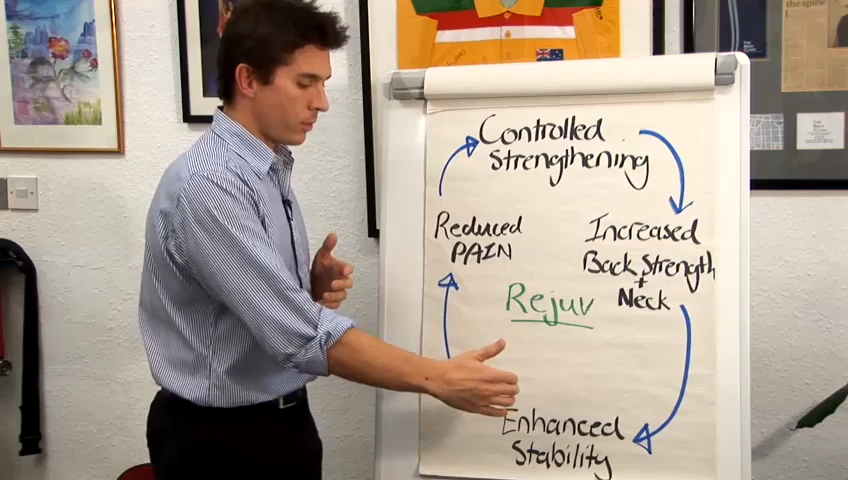 Controlled
Strengthening
Increased
Back Strength
+
Neck
Enhanced
Stability
Reduced
PAIN
Rejuv